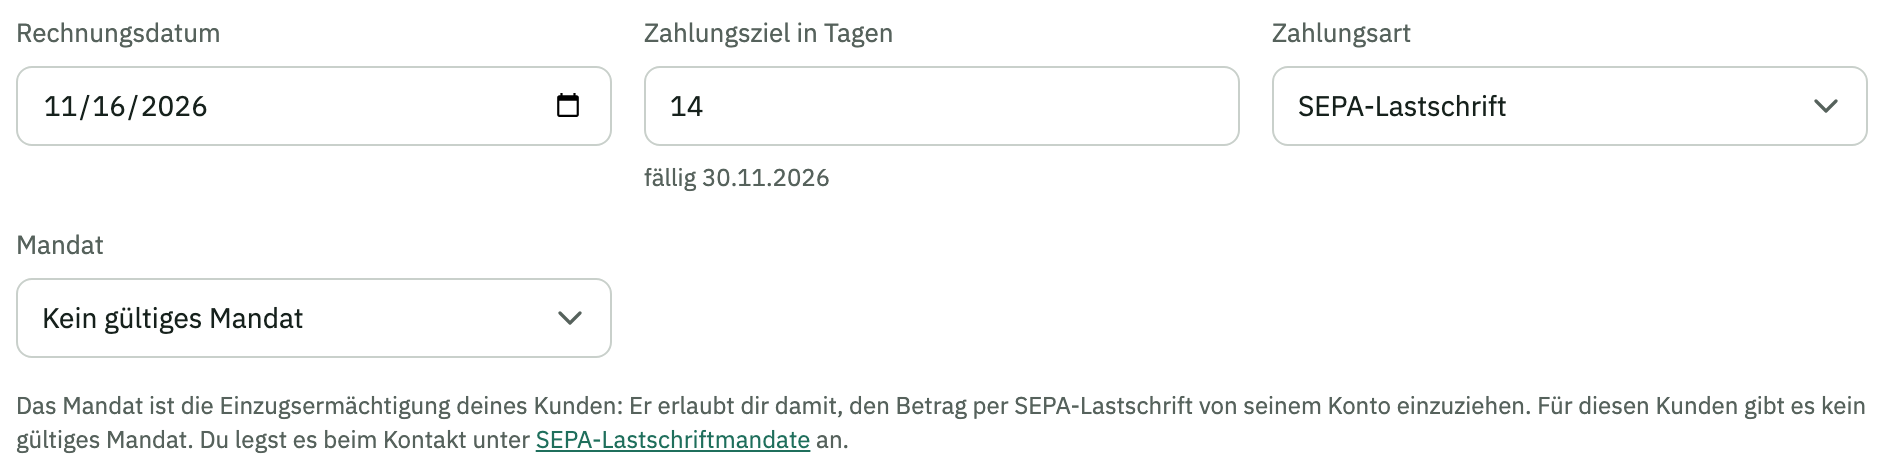 Rechnungsdatum
Zahlungsziel in Tagen
Zahlungsart
11/16/2026
14
SEPA-Lastschrift
fällig 30.11.2026
Mandat
Kein gültiges Mandat
Das Mandat ist die Einzugsermächtigung deines Kunden: Er erlaubt dir damit, den Betrag per SEPA-Lastschrift von seinem Konto einzuziehen. Für diesen Kunden gibt es kein
gültiges Mandat. Du legst es beim Kontakt unter SEPA-Lastschriftmandate an.